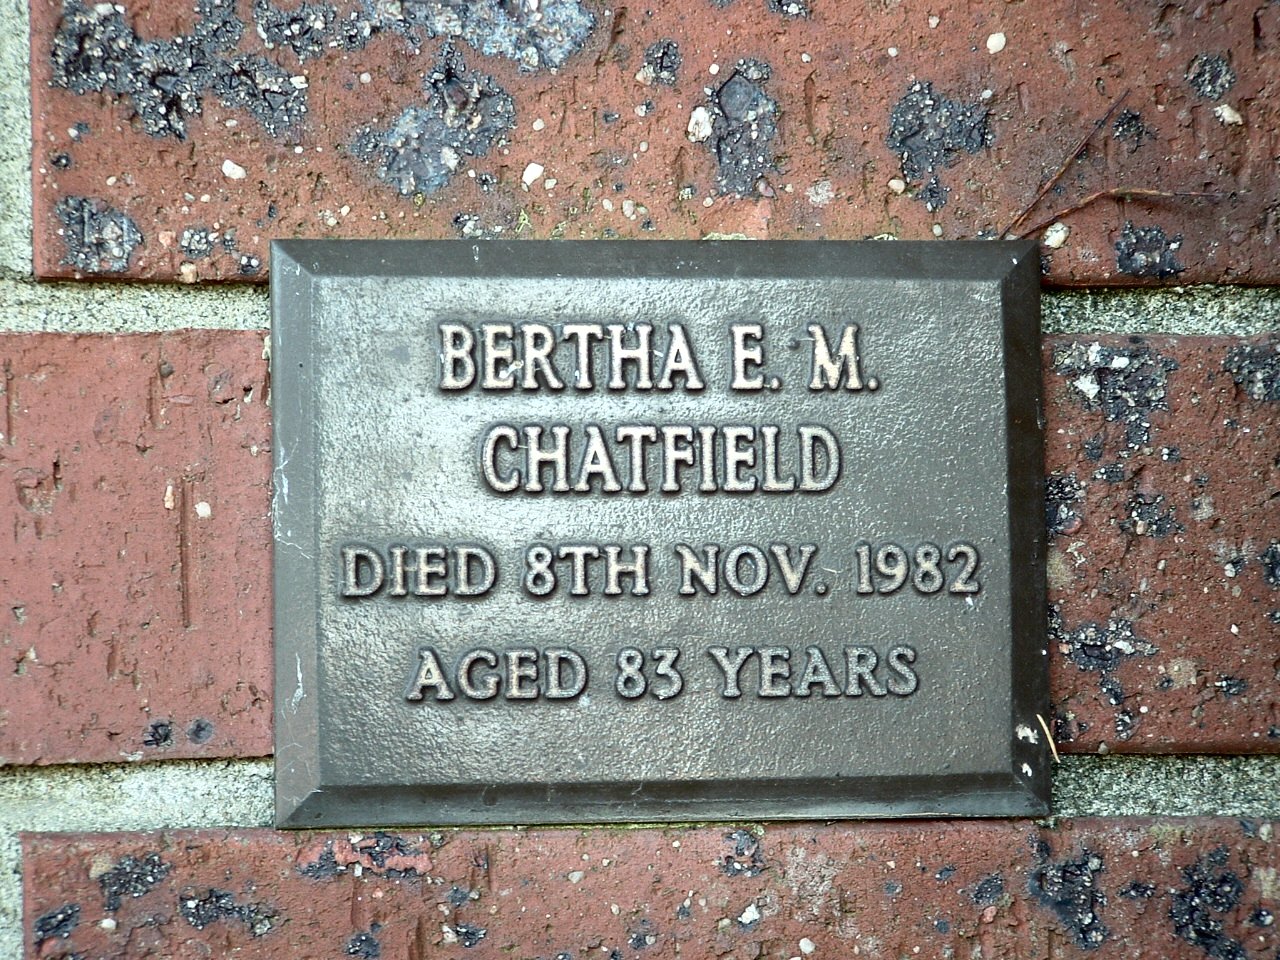 BERTHA E. M.
CHATFIELD
DIED 8TH NOV. 1982
AGED 83 YEARS